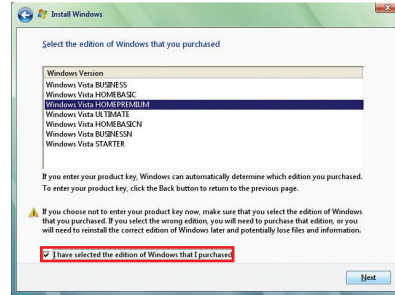 Install Windows
Select the edition of Windows that you purchased
Windows Version
Windows Vista BUSINESS
Windows Vista HOMEBASIC
Windows Vista HOMEPREMIUM
Windows Vista ULTIMATE
Windows Vista HOMEBASICN
Windows Vista BUSINESSN
Windows Vista STARTER
If you enter your product key, Windows can automatically determine which edition you purchased.
To enter your product key, click the Back button to return to the previous page.
If you choose not to enter your product key now, make sure that you select the edition of Windows
that you purchased. If you select the wrong edition, you will need to purchase that edition, or you
will need to reinstall the correct edition of Windows later and potentially lose files and information.
I have selected the edition of Windows that I purchased
Next